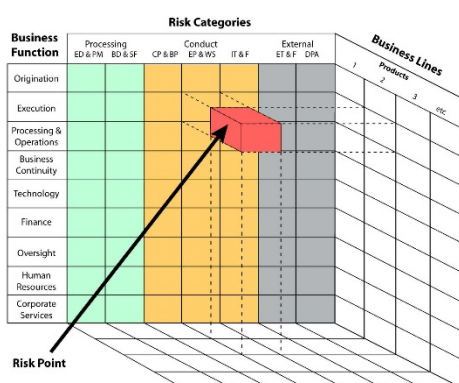 Risk Categories
Business
Function
Processing
Conduct
External
ED & PM
BD & SF
CP & BP
EP & WS
IT & F
ET & F
DPA
Business Lines
Products
1
2
3
etc.
Origination
Execution
Processing &
Operations
Business
Continuity
Technology
Finance
Oversight
Human
Resources
Corporate
Services
Risk Point